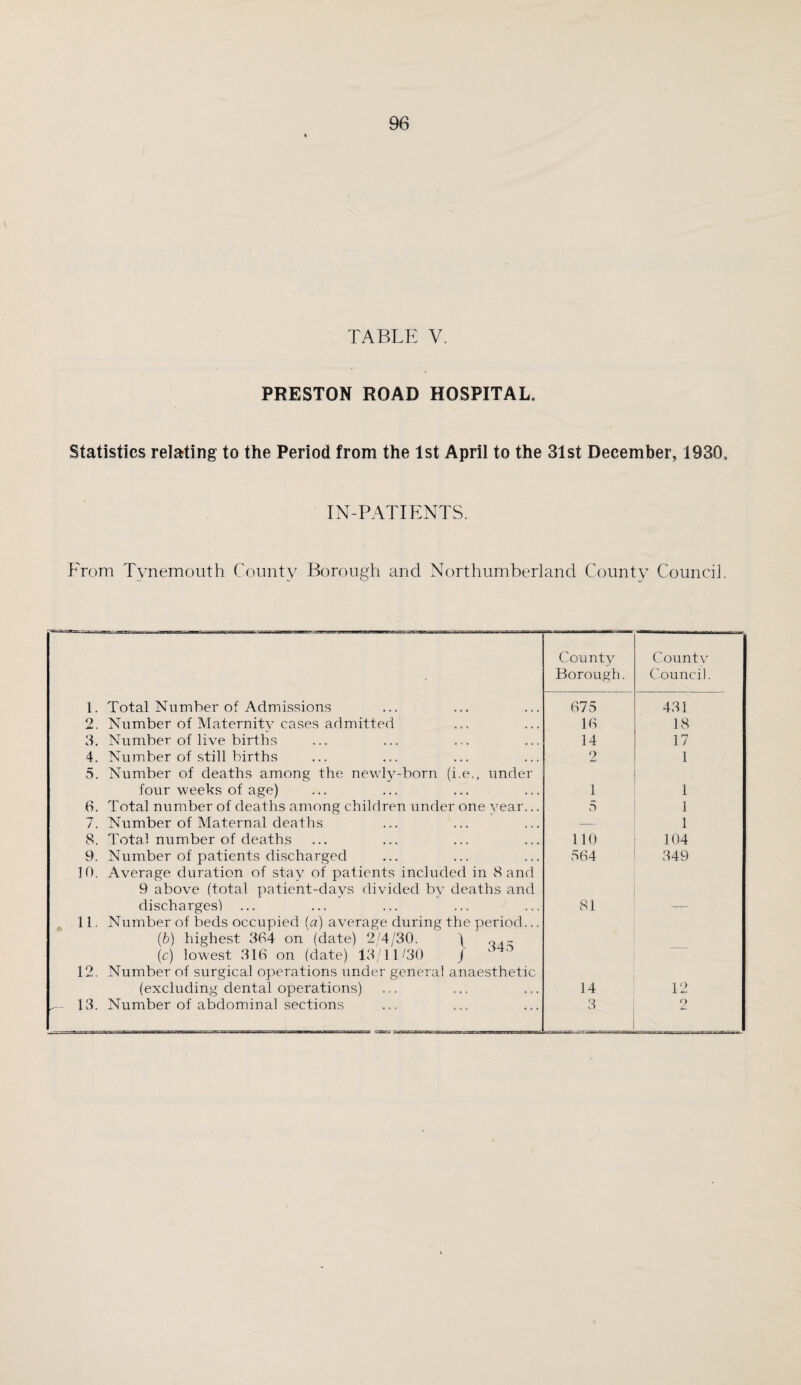 96
TABLE V.
PRESTON ROAD HOSPITAL.
Statistics relating to the Period from the 1st April to the 31st December, 1930.
IN-PATIENTS.
From Tynemouth County Borough and Northumberland County Council.
County Borough. County Council.
1. Total Number of Admissions ... ... ... 675 431
2. Number of Maternity cases admitted ... ... 16 18
3. Number of live births ... ... ... ... 14 17
4. Number of still births ... ... ... ... 2 1
5. Number of deaths among the newly-born (i.e., under
four weeks of age) ... ... ... ... 1 1
6. Total number of deaths among children under one year... 5 1
7. Number of Maternal deaths ... ... ... — 1
8. Total number of deaths ... ... ... ... 110 104
9. Number of patients discharged ... ... ... 564 349
10. Average duration of stay of patients included in 8 and
9 above (total patient-days divided by deaths and
discharges) ... ... ... ... ... 81 —
11. Number of beds occupied (a) average during the period...
(b) highest 364 on (date) 2/4/30. } 345 —
(c) lowest 316 on (date) 13/11/30 }
12. Number of surgical operations under general anaesthetic
(excluding dental operations) ... ... ... 14 12
13. Number of abdominal sections ... ... ... 3 2